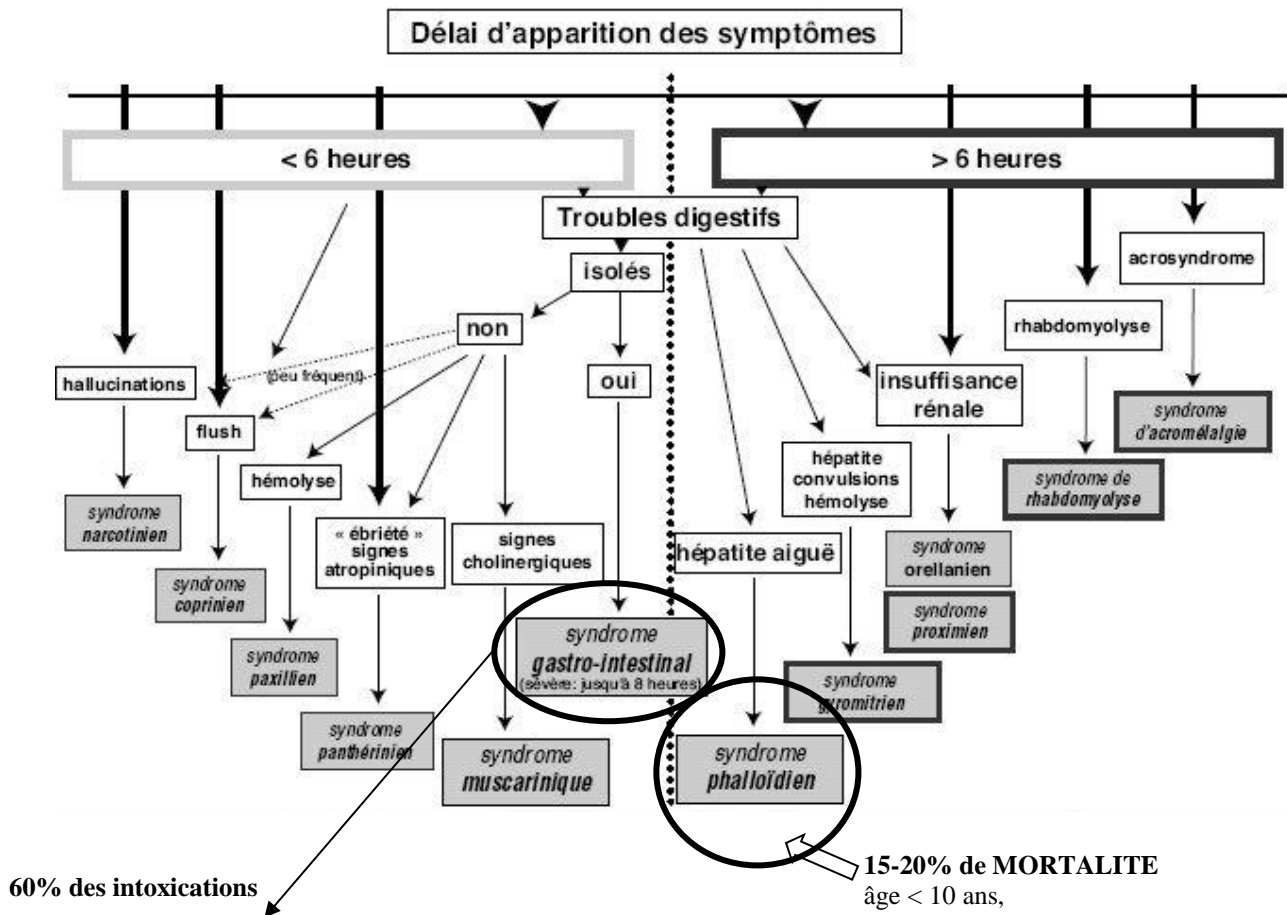 Délai d'apparition des symptômes
< 6 heures
> 6 heures
Troubles digestifs
isolés
acrosyndrome
non
rhabdomyolyse
hallucinations
(peu fréquent)
oui
insuffisance
rénale
flush
syndrome
d'acromélalgie
hémolyse
hépatite
convulsions
hémolyse
syndrome de
rhabdomyolyse
syndrome
narcotinien
« ébriété »
signes
atropiniques
signes
cholinergiques
hépatite aiguë
syndrome
orellanien
syndrome
coprinien
syndrome
proximien
syndrome
gastro-intestinal
(sévère: jusqu'à 8 heures)
syndrome
paxillien
syndrome
gyromitrien
syndrome
panthérinien
syndrome
muscarinique
syndrome
phalloïdien
60% des intoxications
15-20% de MORTALITE
âge < 10 ans,